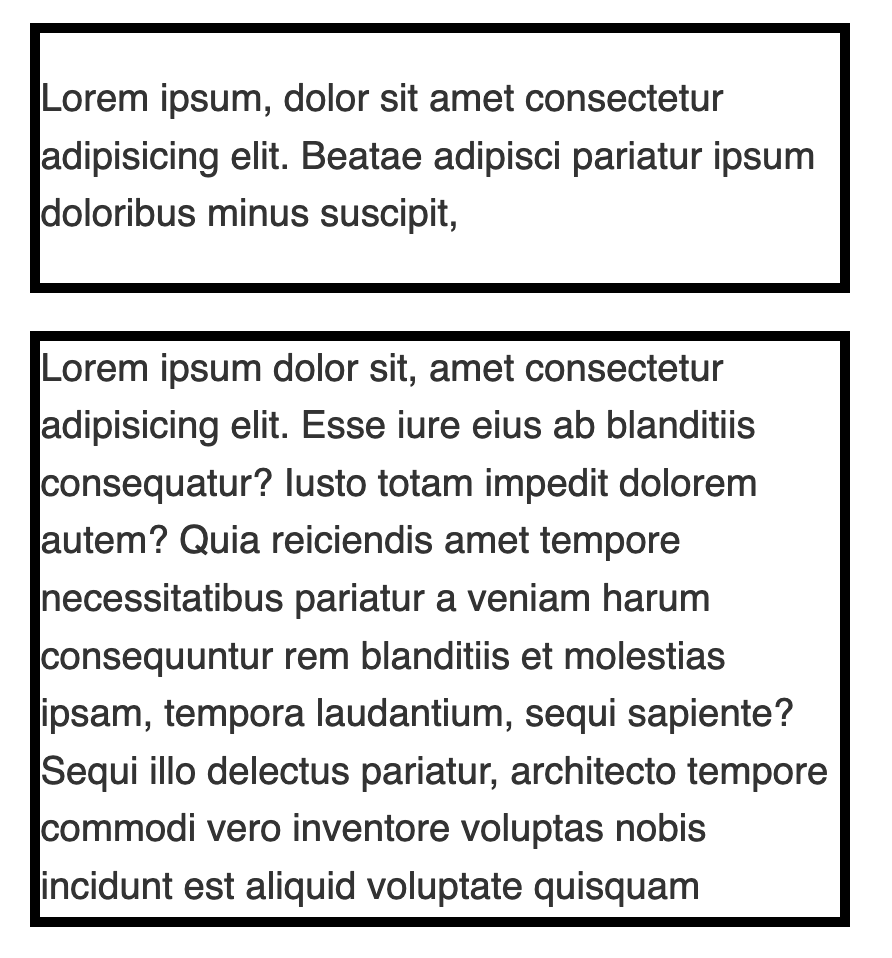 Lorem ipsum, dolor sit amet consectetur
adipisicing elit. Beatae adipisci pariatur ipsum
doloribus minus suscipit,
Lorem ipsum dolor sit, amet consectetur
adipisicing elit. Esse iure eius ab blanditiis
consequatur? Iusto totam impedit dolorem
autem? Quia reiciendis amet tempore
necessitatibus pariatur a veniam harum
consequuntur rem blanditiis et molestias
ipsam, tempora laudantium, sequi sapiente?
Sequi illo delectus pariatur, architecto tempore
commodi vero inventore voluptas nobis
incidunt est aliquid voluptate quisquam